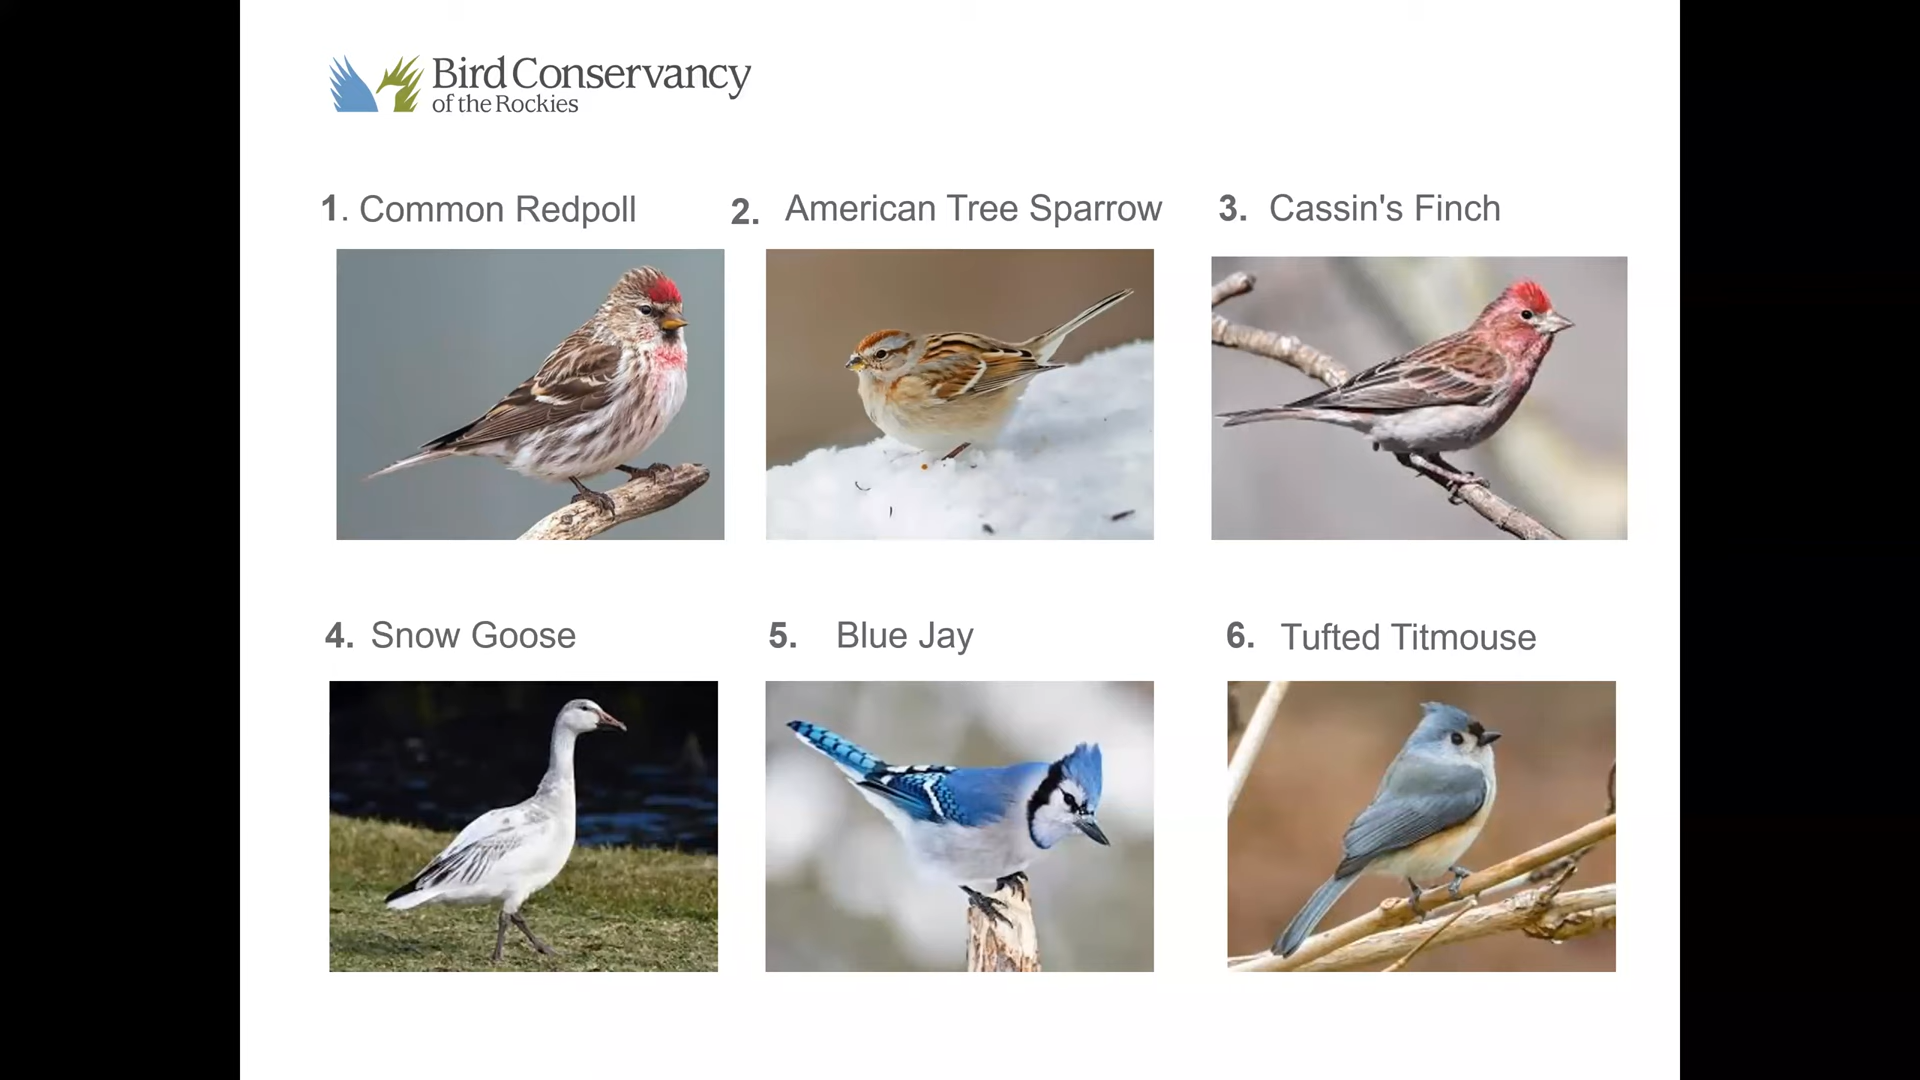 Bird Conservancy
of the Rockies
1. Common Redpoll
2. American Tree Sparrow
3. Cassin's Finch
4. Snow Goose
5. Blue Jay
6. Tufted Titmouse